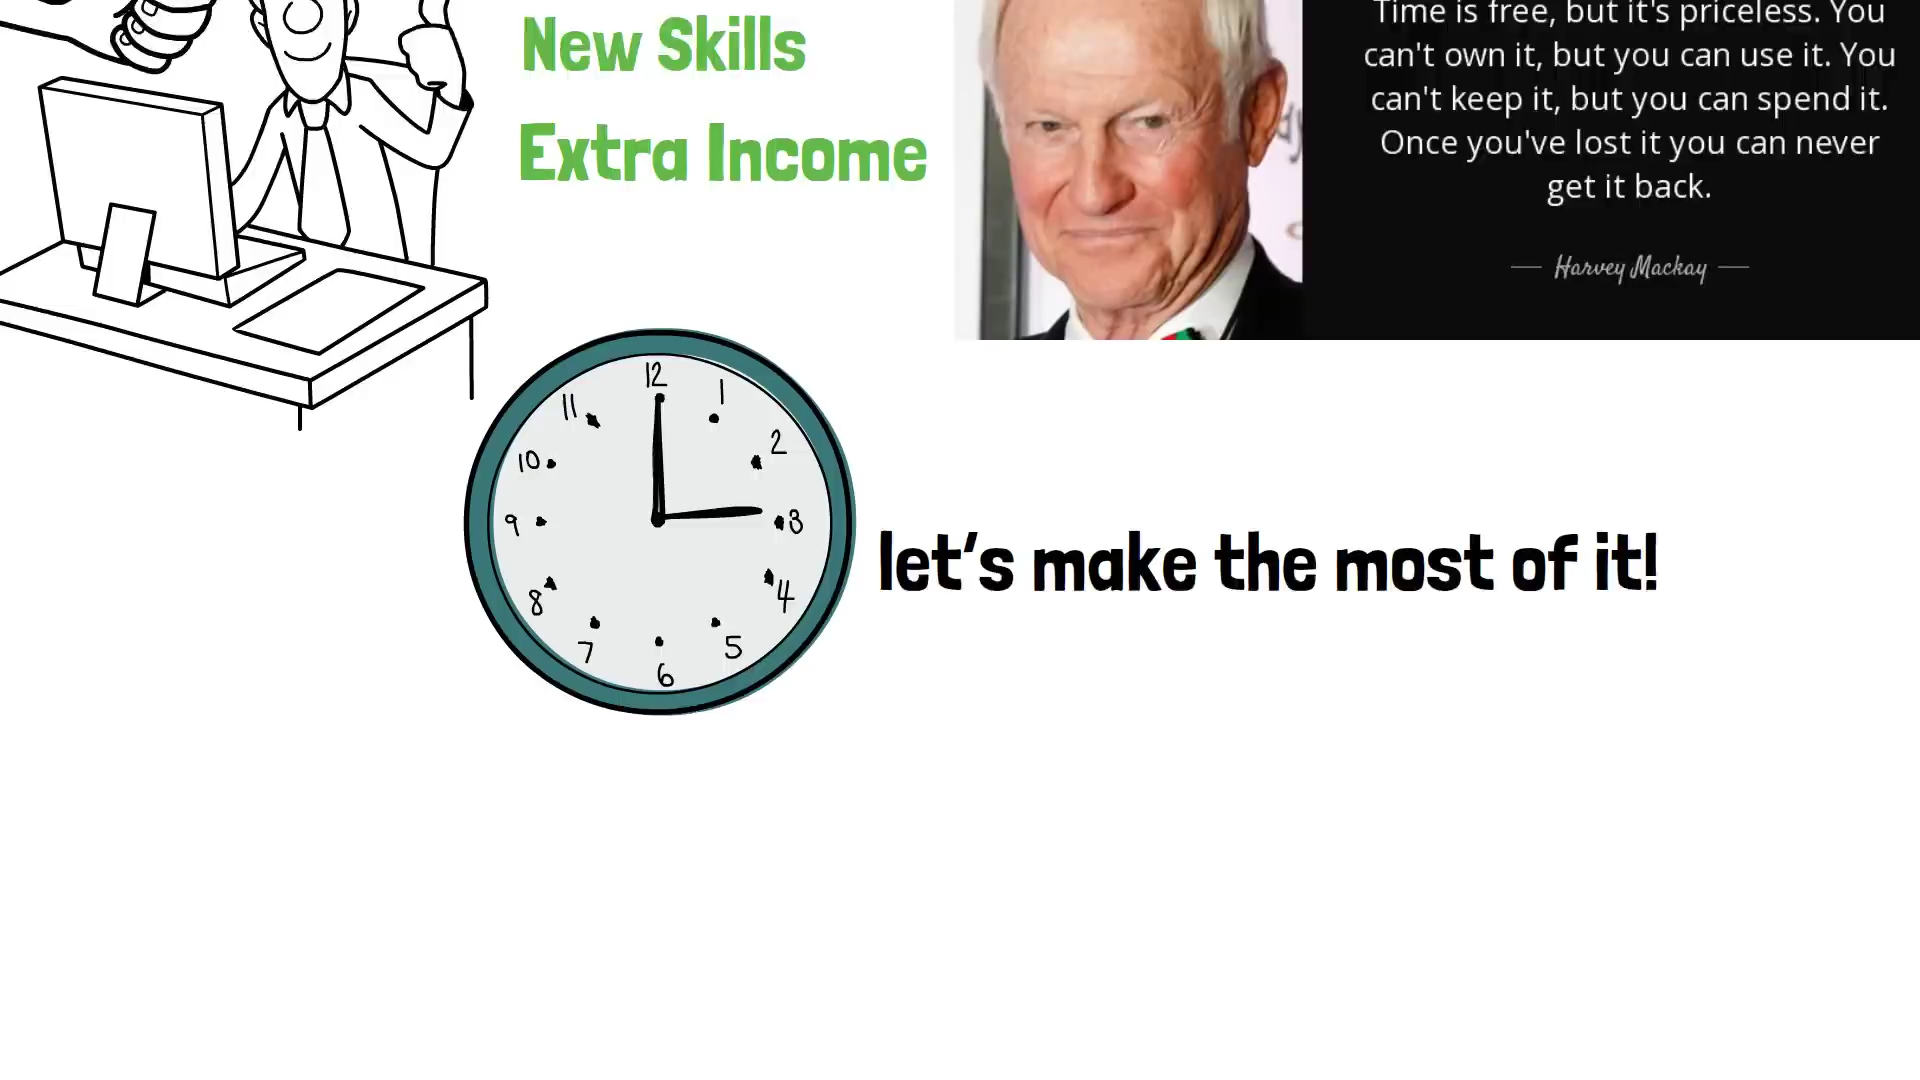 New Skills
Extra Income
Time is free, but it's priceless. You
can't own it, but you can use it. You
can't keep it, but you can spend it.
Once you've lost it you can never
get it back.
Harvey Mackay
12
1
2
3
4
5
6
7
8
9
10
11
let's make the most of it!